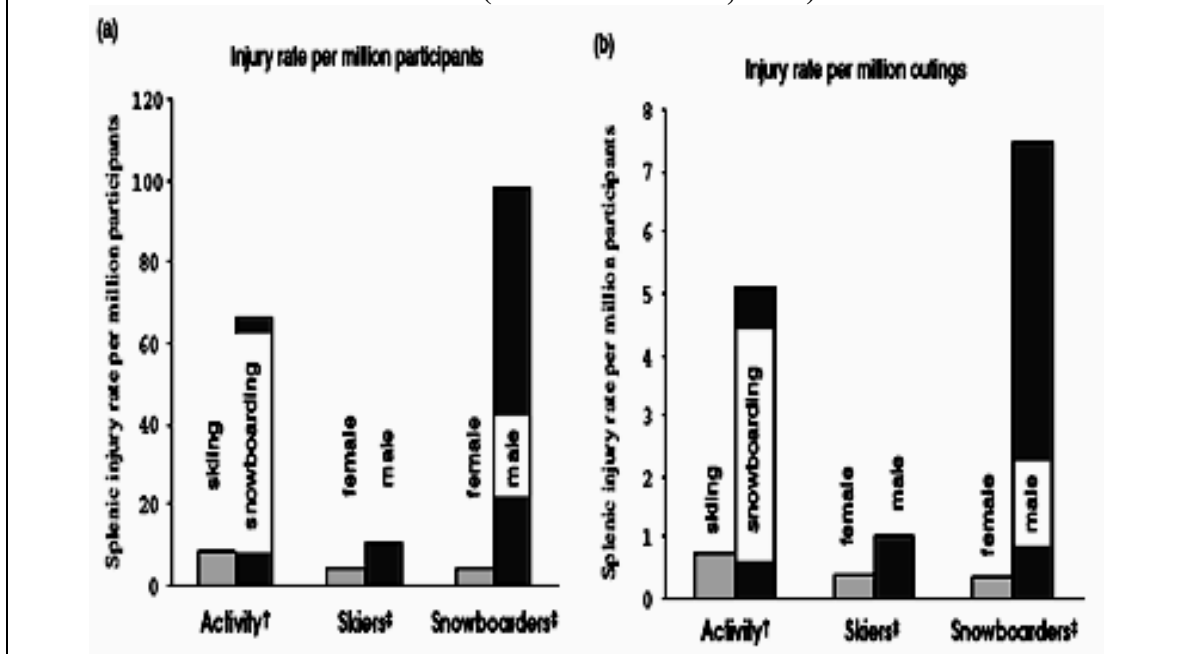 (a)
Injury rate per million participants
Splenic injury rate per million participants
120
100
80
60
40
20
0
skiing
snowboarding
female
male
female
male
Activity†
Skiers‡
Snowboarders‡
(b)
Injury rate per million outings
Splenic injury rate per million participants
8
7
6
5
4
3
2
1
0
skiing
snowboarding
female
male
female
male
Activity†
Skiers‡
Snowboarders‡